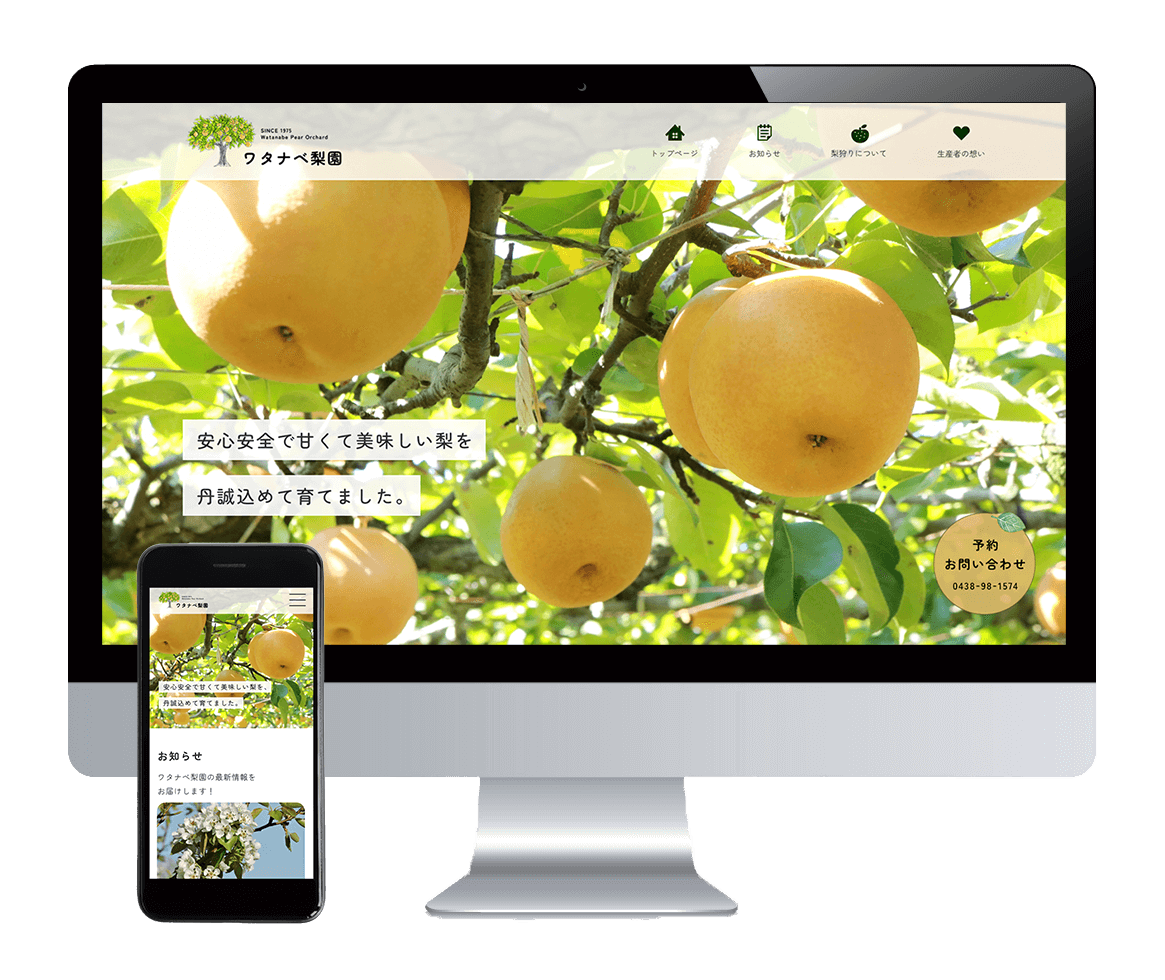 SINCE 1975
Watanabe Pear Orchard
ワタナベ梨園
トップページ
お知らせ
梨狩りについて
生産者の想い
安心安全で甘くて美味しい梨を
丹誠込めて育てました。
予約
お問い合わせ
0438-98-1574
ワタナベ梨園
安心安全で甘くて美味しい梨を、
丹誠込めて育てました。
お知らせ
ワタナベ梨園の最新情報を
お届けします！